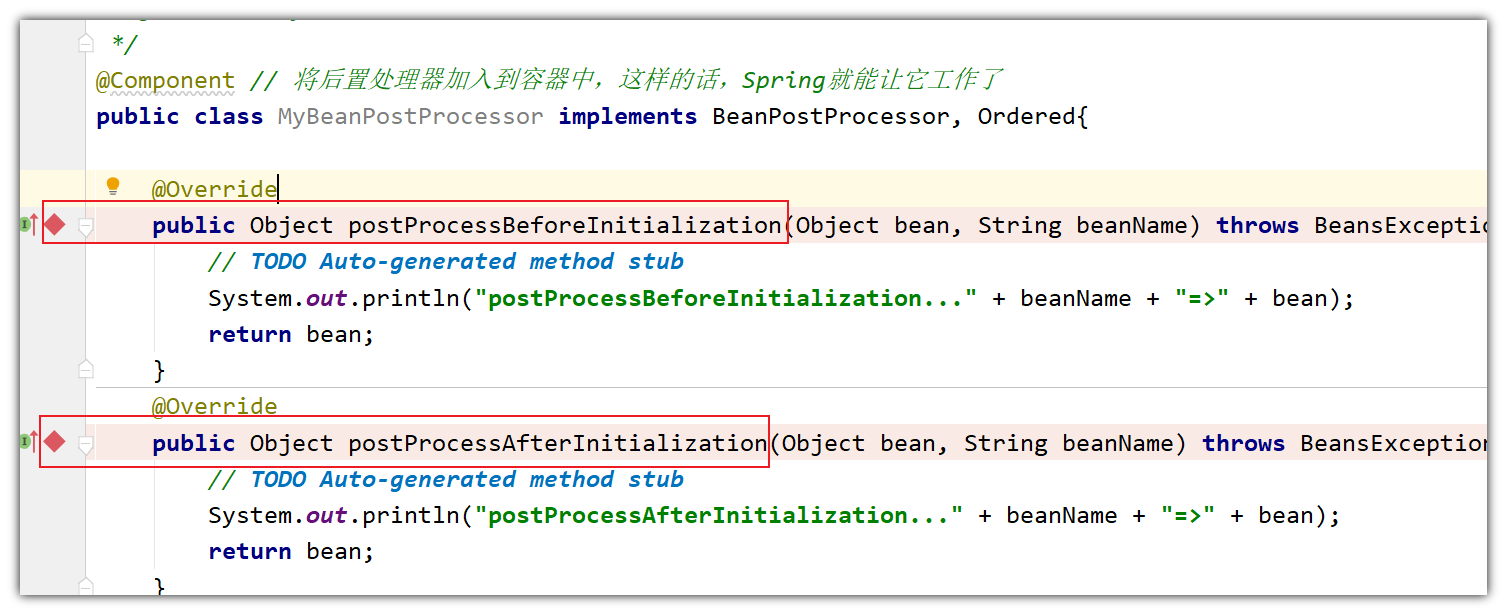 */
@Component // 将后置处理器加入到容器中，这样的话，Spring就能让它工作了
public class MyBeanPostProcessor implements BeanPostProcessor, Ordered{
@Override
public Object postProcessBeforeInitialization(Object bean, String beanName) throws BeansExceptio
// TODO Auto-generated method stub
System.out.println("postProcessBeforeInitialization..." + beanName + "=>" + bean);
return bean;
}
@Override
public Object postProcessAfterInitialization(Object bean, String beanName) throws BeansException
// TODO Auto-generated method stub
System.out.println("postProcessAfterInitialization..." + beanName + "=>" + bean);
return bean;
}